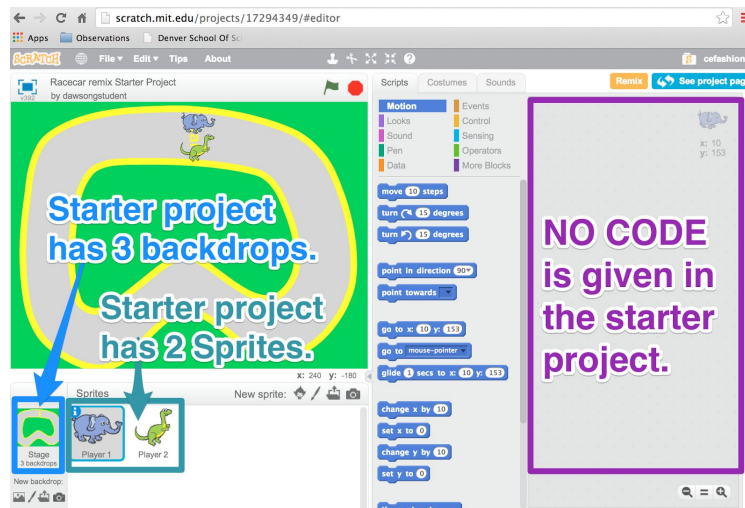 scratch.mit.edu/projects/17294349/#editor
Apps Observations Denver School Of Sc
SCRATCH File Edit Tips About cefashion
Racecar remix Starter Project
by dawsongstudent
v392
Scripts Costumes Sounds
Remix See project pag
Motion Events
Looks Control
Sound Sensing
Pen Operators
Data More Blocks
x: 10
y: 153
move 10 steps
turn 15 degrees
turn 15 degrees
point in direction 90
point towards
go to x: 10 y: 153
go to mouse-pointer
glide 1 secs to x: 10 y: 153
change x by 10
set x to 0
change y by 10
set y to 0
Starter project
has 3 backdrops.
Starter project
has 2 Sprites.
NO CODE
is given in
the starter
project.
x: 240 y: -180
Sprites New sprite:
Stage
3 backdrops
Player 1 Player 2
New backdrop: